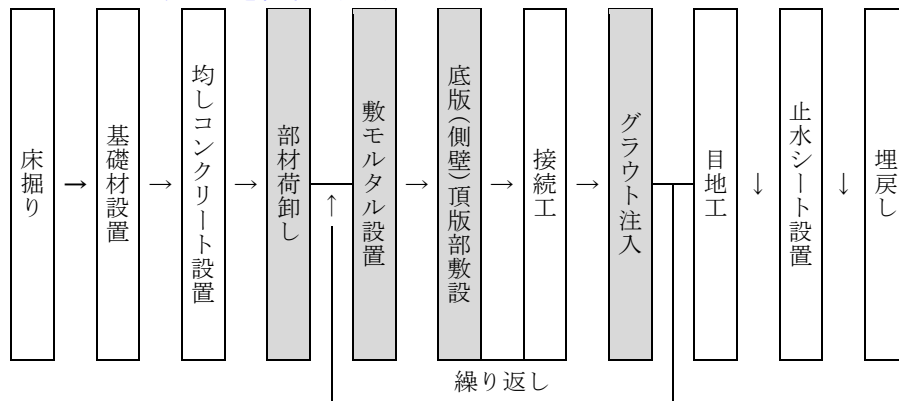 床掘り
→
基礎材設置
→
均しコンクリート設置
→
部材荷卸し
↑
敷モルタル設置
→
底版(側壁)頂版部敷設
→
接続工
→
グラウト注入
目地工
↓
止水シート設置
↓
埋戻し
繰り返し